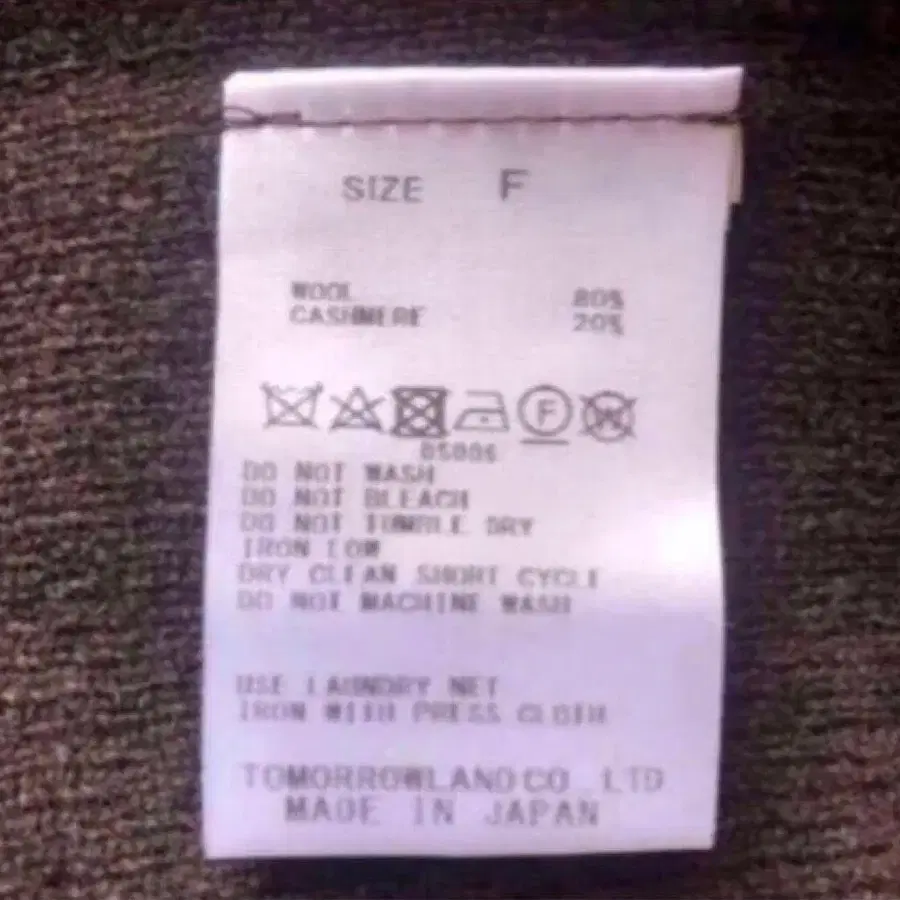 SIZE F
WOOL 80%
CASHMERE 20%
F
W
05006
DO NOT WASH
DO NOT BLEACH
DO NOT TUMBLE DRY
IRON LOW
DRY CLEAN SHORT CYCLE
DO NOT MACHINE WASH
USE LAUNDRY NET
IRON WITH PRESS CLOTH
TOMORROWLAND CO LTD
MADE IN JAPAN